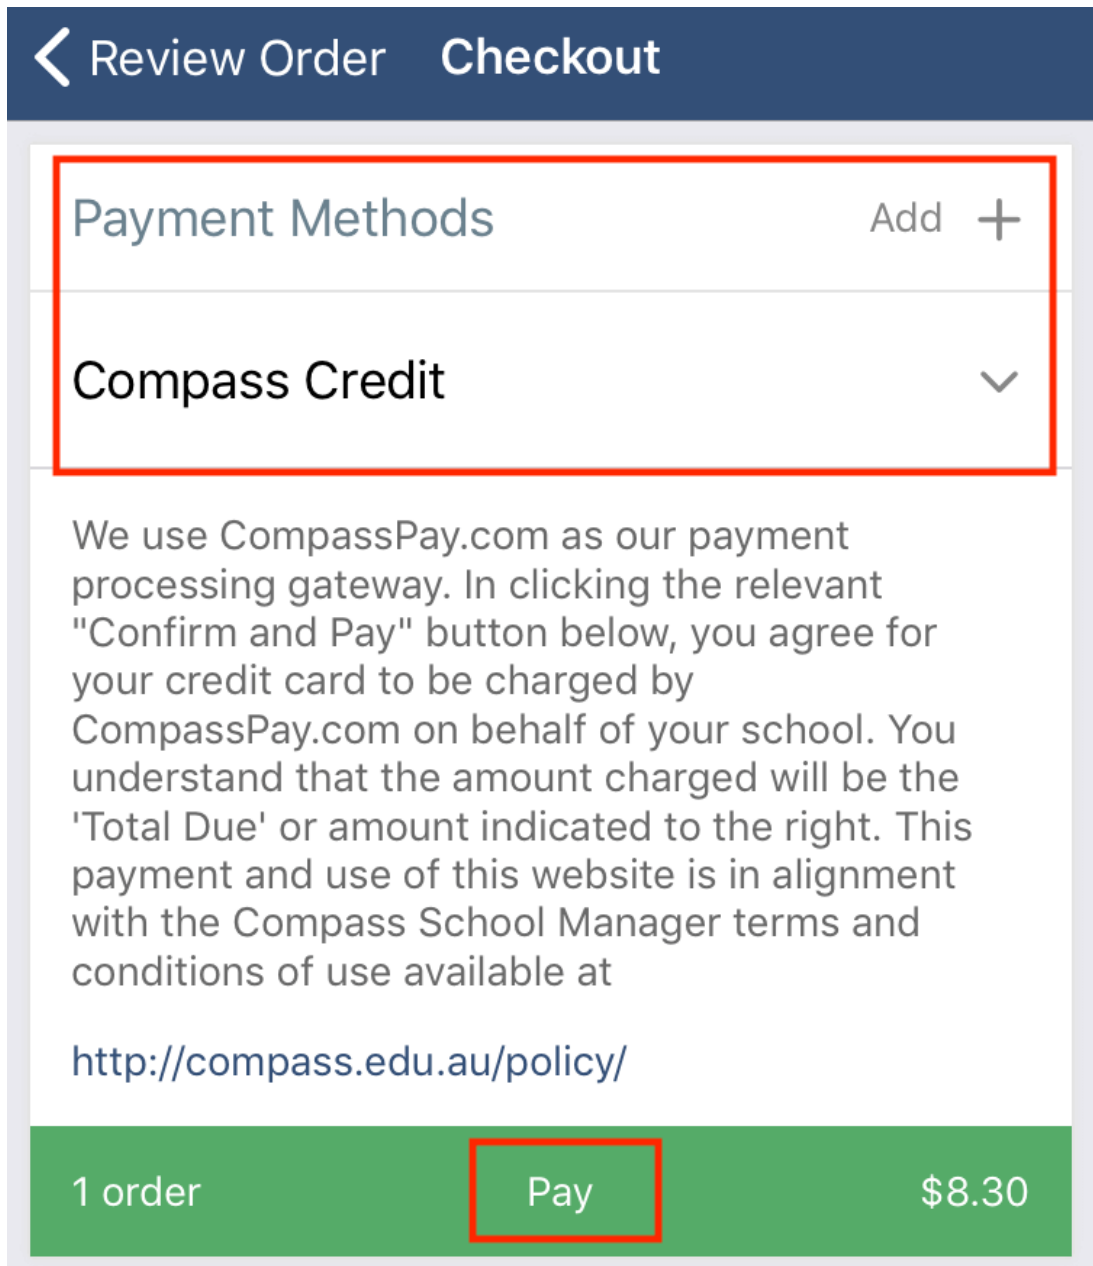 Review Order Checkout
Payment Methods Add +
Compass Credit
We use CompassPay.com as our payment
processing gateway. In clicking the relevant
"Confirm and Pay" button below, you agree for
your credit card to be charged by
CompassPay.com on behalf of your school. You
understand that the amount charged will be the
'Total Due' or amount indicated to the right. This
payment and use of this website is in alignment
with the Compass School Manager terms and
conditions of use available at
http://compass.edu.au/policy/
1 order Pay $8.30